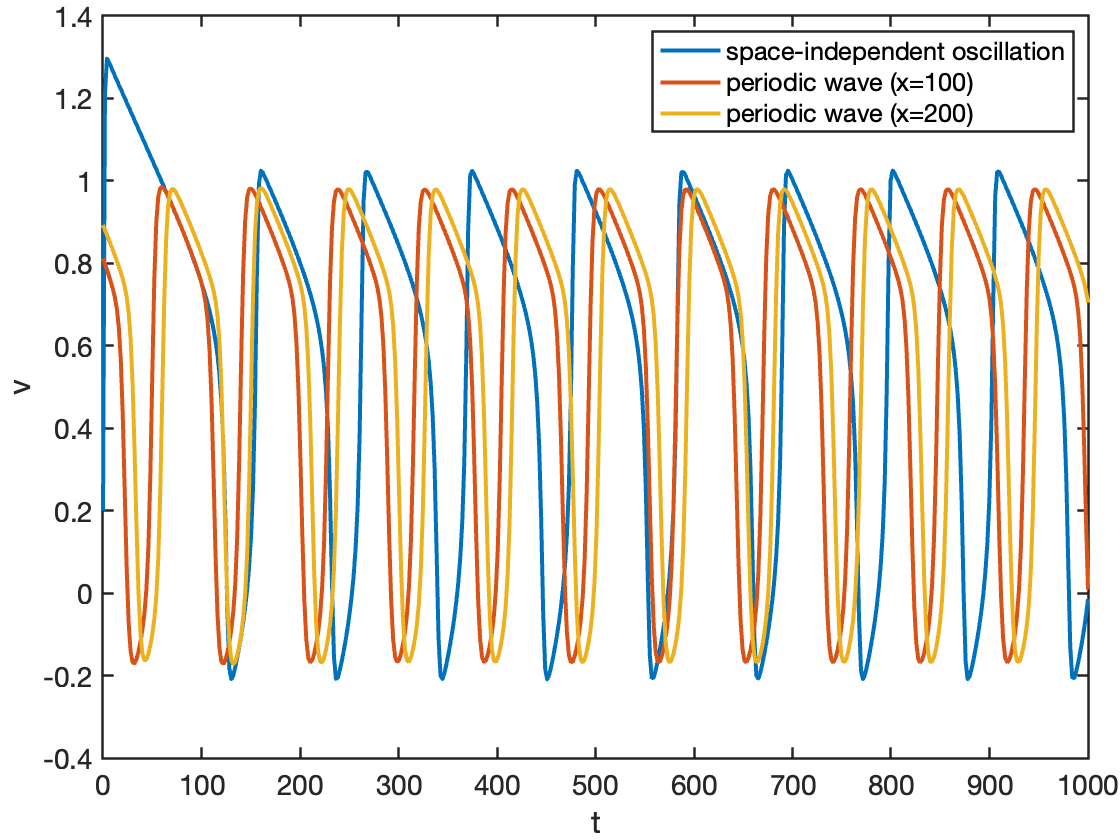 space-independent oscillation
periodic wave (x=100)
periodic wave (x=200)
1.4
1.2
1
0.8
0.6
0.4
0.2
0
-0.2
-0.4
v
0 100 200 300 400 500 600 700 800 900 1000
t